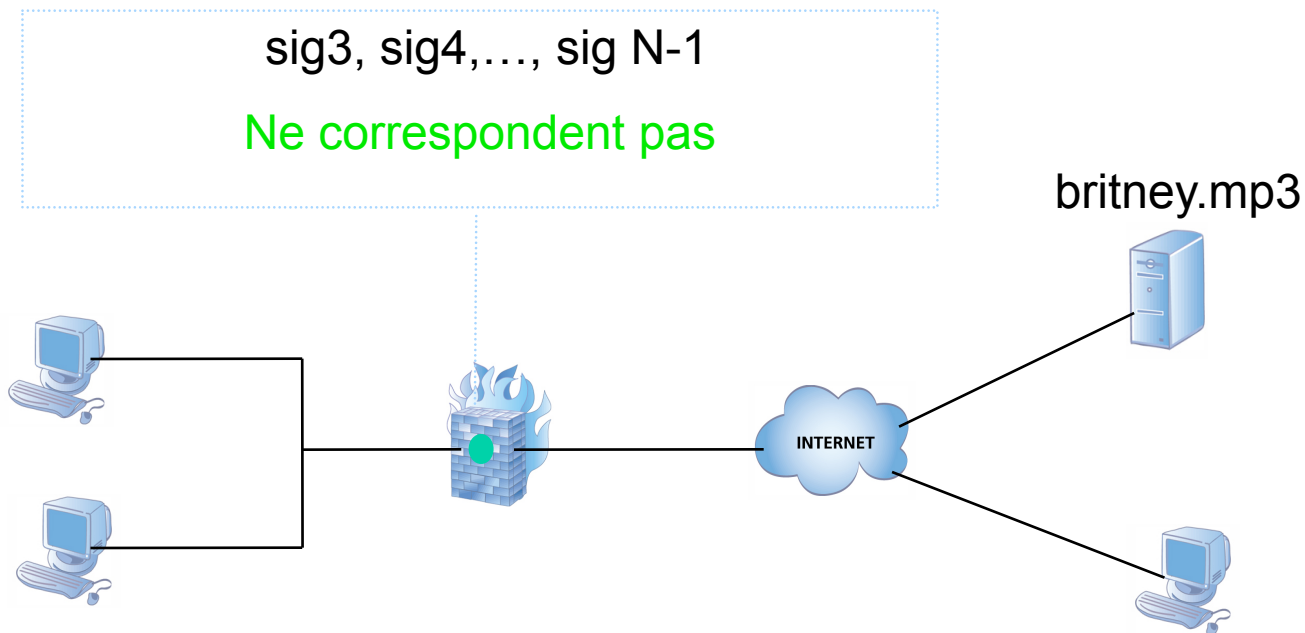 sig3, sig4,…, sig N-1
Ne correspondent pas
britney.mp3
INTERNET